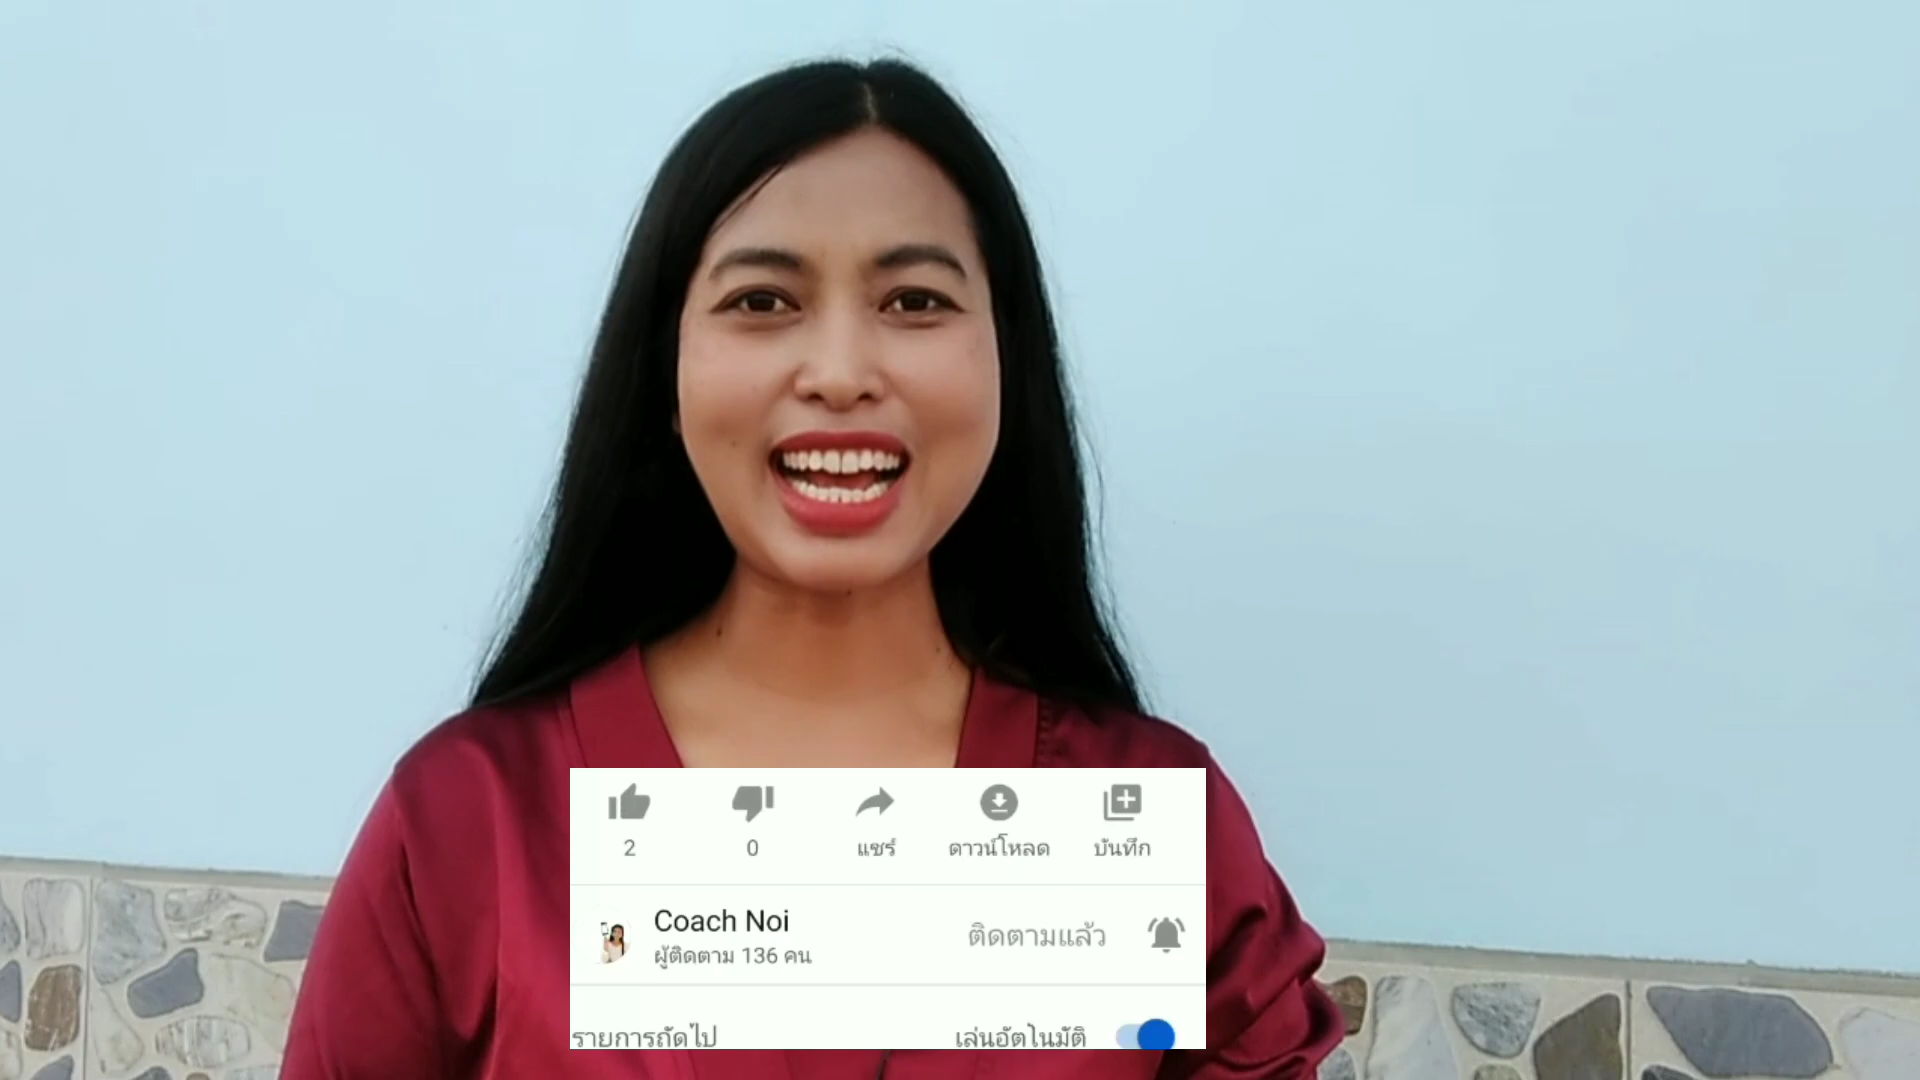 2
0
แชร์
ดาวน์โหลด
บันทึก
Coach Noi
ติดตามแล้ว
ผู้ติดตาม 136 คน
รายการถัดไป
เล่นอัตโนมัติ